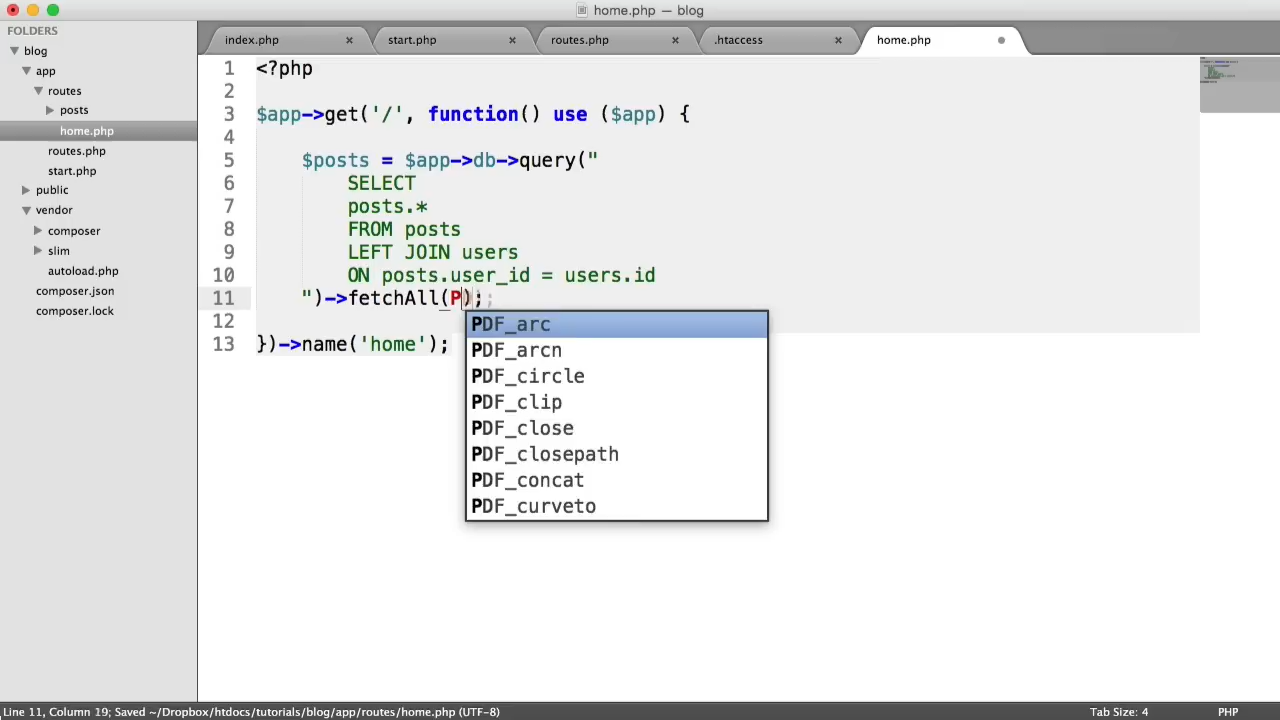 home.php — blog
FOLDERS
blog
app
routes
posts
home.php
routes.php
start.php
public
vendor
composer
slim
autoload.php
composer.json
composer.lock
index.php
start.php
routes.php
.htaccess
home.php
1 <?php
2
3 $app->get('/', function() use ($app) {
4
5 $posts = $app->db->query("
6 SELECT
7 posts.*
8 FROM posts
9 LEFT JOIN users
10 ON posts.user_id = users.id
11 ")->fetchAll(P);
12
13 })->name('home');
PDF_arc
PDF_arcn
PDF_circle
PDF_clip
PDF_close
PDF_closepath
PDF_concat
PDF_curveto
Line 11, Column 19; Saved ~/Dropbox/htdocs/tutorials/blog/app/routes/home.php (UTF-8)
Tab Size: 4
PHP